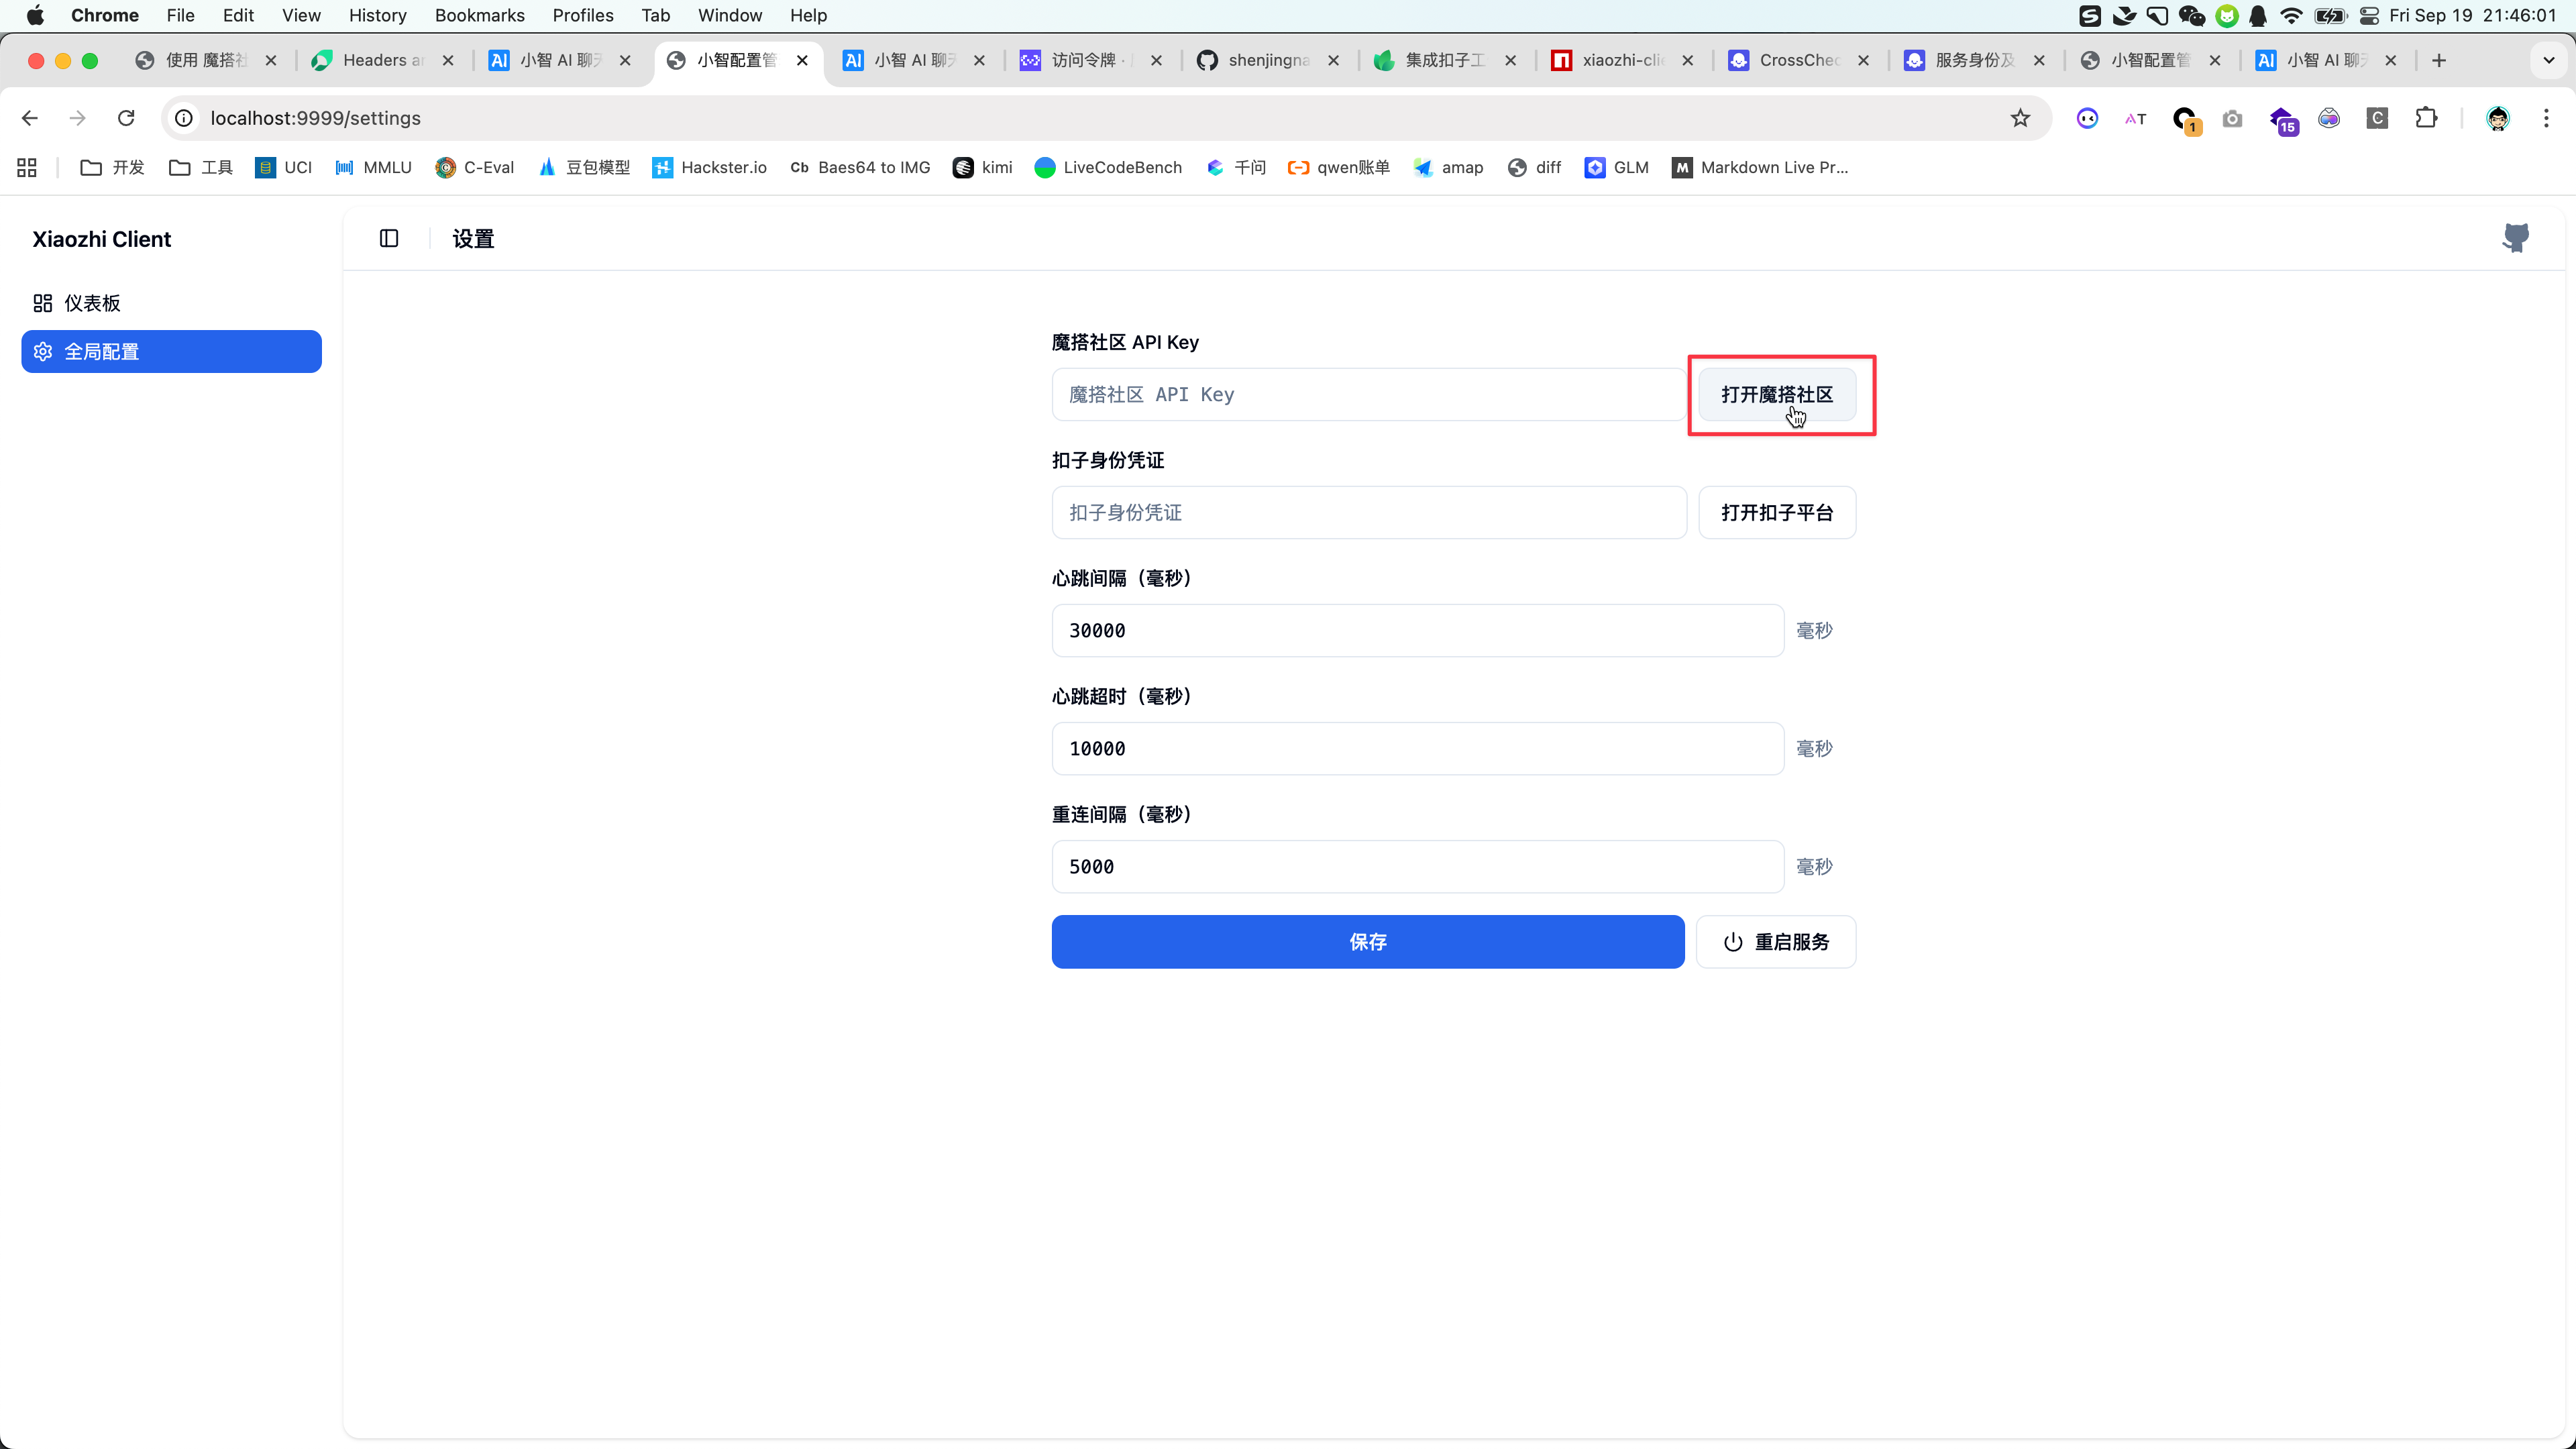 Chrome File Edit View History Bookmarks Profiles Tab Window Help Fri Sep 19 21:46:01
使用 魔搭社 Headers ar 小智 AI 聊天 小智配置管 小智 AI 聊天 访问令牌 · shenjingna 集成扣子工 xiaozhi-clie CrossChec 服务身份及 小智配置管 小智 AI 聊天
localhost:9999/settings 1 15
开发 工具 UCI MMLU C-Eval 豆包模型 Hackster.io Cb Baes64 to IMG kimi LiveCodeBench 千问 qwen账单 amap diff GLM Markdown Live Pr...
Xiaozhi Client
设置
仪表板
全局配置
魔搭社区 API Key
魔搭社区 API Key 打开魔搭社区
扣子身份凭证
扣子身份凭证 打开扣子平台
心跳间隔（毫秒）
30000 毫秒
心跳超时（毫秒）
10000 毫秒
重连间隔（毫秒）
5000 毫秒
保存 重启服务